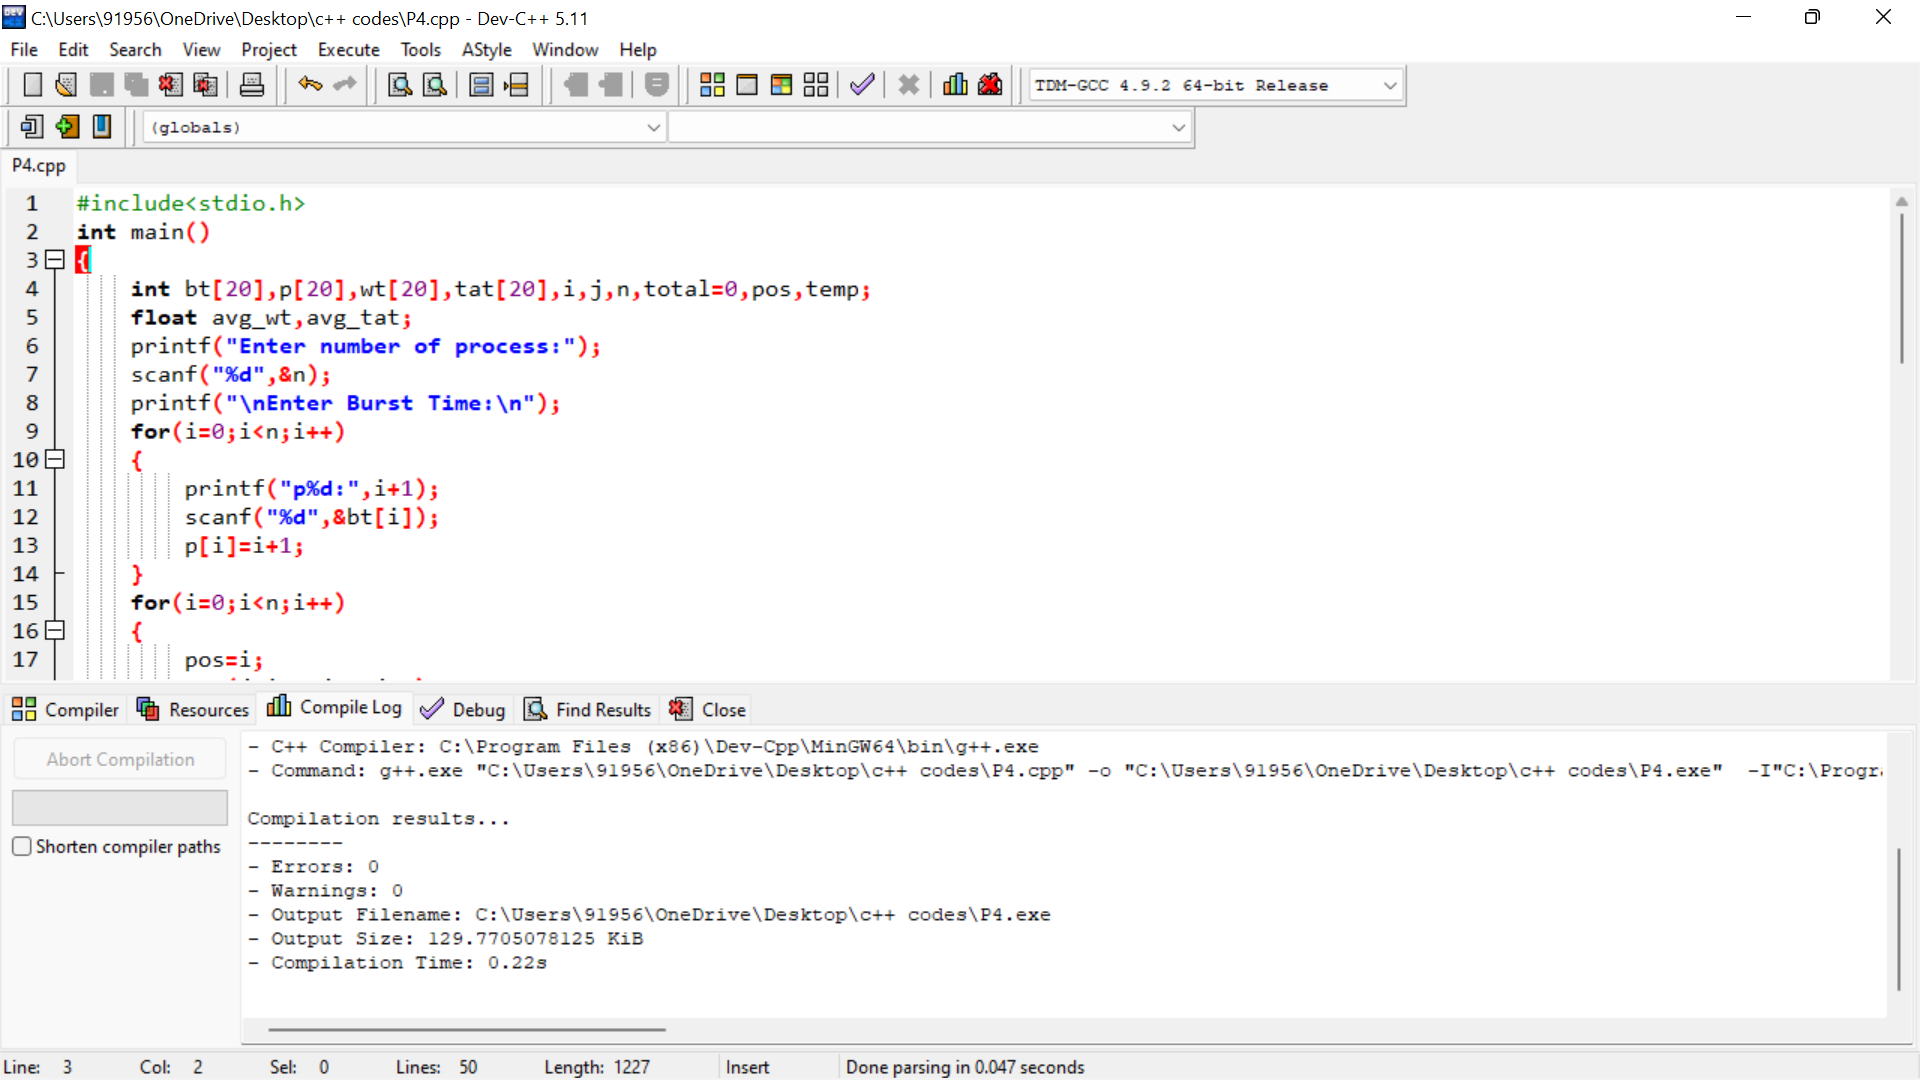 C:\Users\91956\OneDrive\Desktop\c++ codes\P4.cpp - Dev-C++ 5.11
File Edit Search View Project Execute Tools AStyle Window Help
TDM-GCC 4.9.2 64-bit Release
(globals)
P4.cpp
1 #include<stdio.h>
2 int main()
3 {
4 int bt[20],p[20],wt[20],tat[20],i,j,n,total=0,pos,temp;
5 float avg_wt,avg_tat;
6 printf("Enter number of process:");
7 scanf("%d",&n);
8 printf("\nEnter Burst Time:\n");
9 for(i=0;i<n;i++)
10 {
11 printf("p%d:",i+1);
12 scanf("%d",&bt[i]);
13 p[i]=i+1;
14 }
15 for(i=0;i<n;i++)
16 {
17 pos=i;
Compiler Resources Compile Log Debug Find Results Close
Abort Compilation
Shorten compiler paths
- C++ Compiler: C:\Program Files (x86)\Dev-Cpp\MinGW64\bin\g++.exe
- Command: g++.exe "C:\Users\91956\OneDrive\Desktop\c++ codes\P4.cpp" -o "C:\Users\91956\OneDrive\Desktop\c++ codes\P4.exe" -I"C:\Progr
Compilation results...
--------
- Errors: 0
- Warnings: 0
- Output Filename: C:\Users\91956\OneDrive\Desktop\c++ codes\P4.exe
- Output Size: 129.7705078125 KiB
- Compilation Time: 0.22s
Line: 3 Col: 2 Sel: 0 Lines: 50 Length: 1227 Insert Done parsing in 0.047 seconds